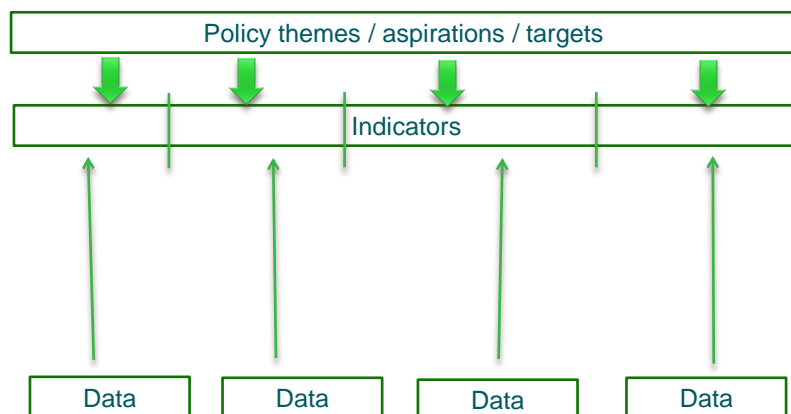 Policy themes / aspirations / targets
Indicators
Data
Data
Data
Data